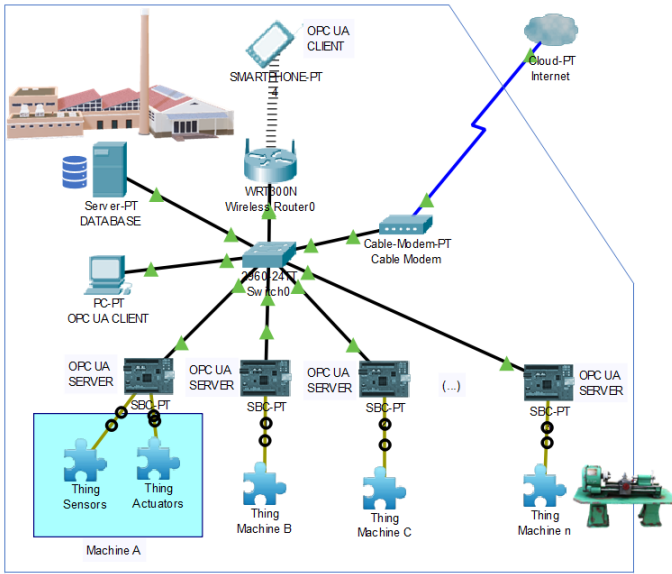 OPC UA
CLIENT
SMARTPHONE-PT
4
Cloud-PT
Internet
WRT300N
Wireless Router0
Server-PT
DATABASE
Cable-Modem-PT
Cable Modem
2960-24TT
Switch0
PC-PT
OPC UA CLIENT
OPC UA
SERVER
SBC-PT
OPC UA
SERVER
SBC-PT
OPC UA
SERVER
SBC-PT
(...)
OPC UA
SERVER
SBC-PT
Thing
Sensors
Thing
Actuators
Machine A
Thing
Machine B
Thing
Machine C
Thing
Machine n